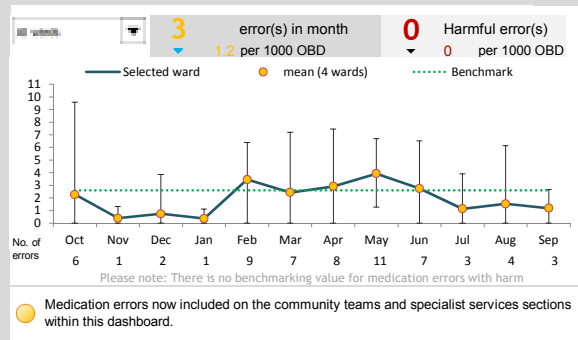 3 error(s) in month 0 Harmful error(s)
1.2 per 1000 OBD 0 per 1000 OBD
Selected ward mean (4 wards) Benchmark
11
10
9
8
7
6
5
4
3
2
1
0
Oct Nov Dec Jan Feb Mar Apr May Jun Jul Aug Sep
No. of
errors
6 1 2 1 9 7 8 11 7 3 4 3
Please note: There is no benchmarking value for medication errors with harm
Medication errors now included on the community teams and specialist services sections
within this dashboard.